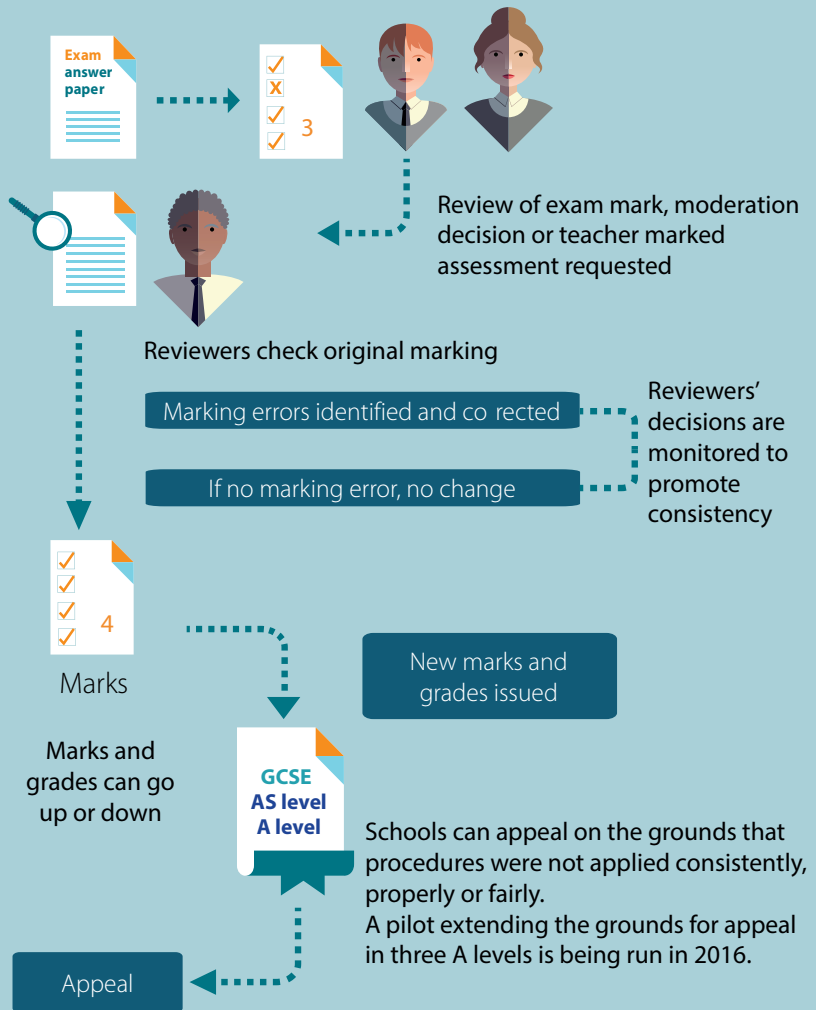 Exam
answer
paper
X
3
Review of exam mark, moderation
decision or teacher marked
assessment requested
Reviewers check original marking
Marking errors identified and co rected
If no marking error, no change
Reviewers’
decisions are
monitored to
promote
consistency
4
Marks
New marks and
grades issued
Marks and
grades can go
up or down
GCSE
AS level
A level
Schools can appeal on the grounds that
procedures were not applied consistently,
properly or fairly.
A pilot extending the grounds for appeal
in three A levels is being run in 2016.
Appeal